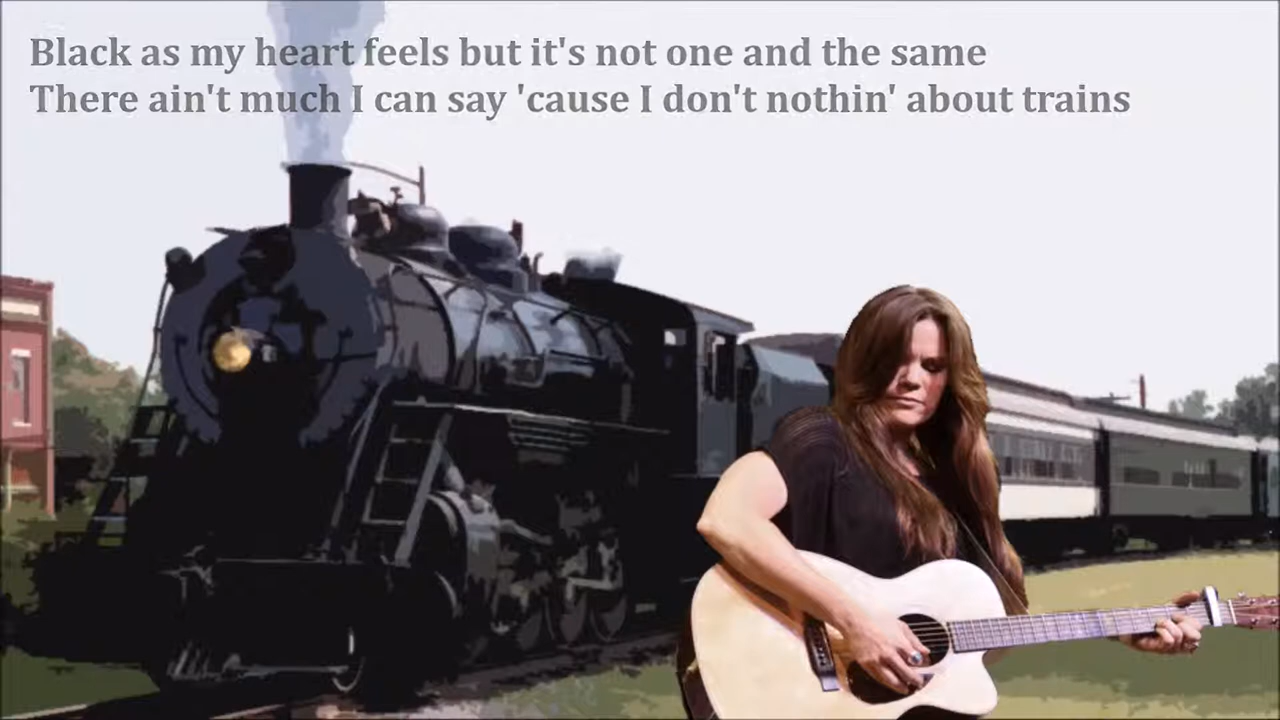 Black as my heart feels but it's not one and the same
There ain't much I can say 'cause I don't nothin' about trains